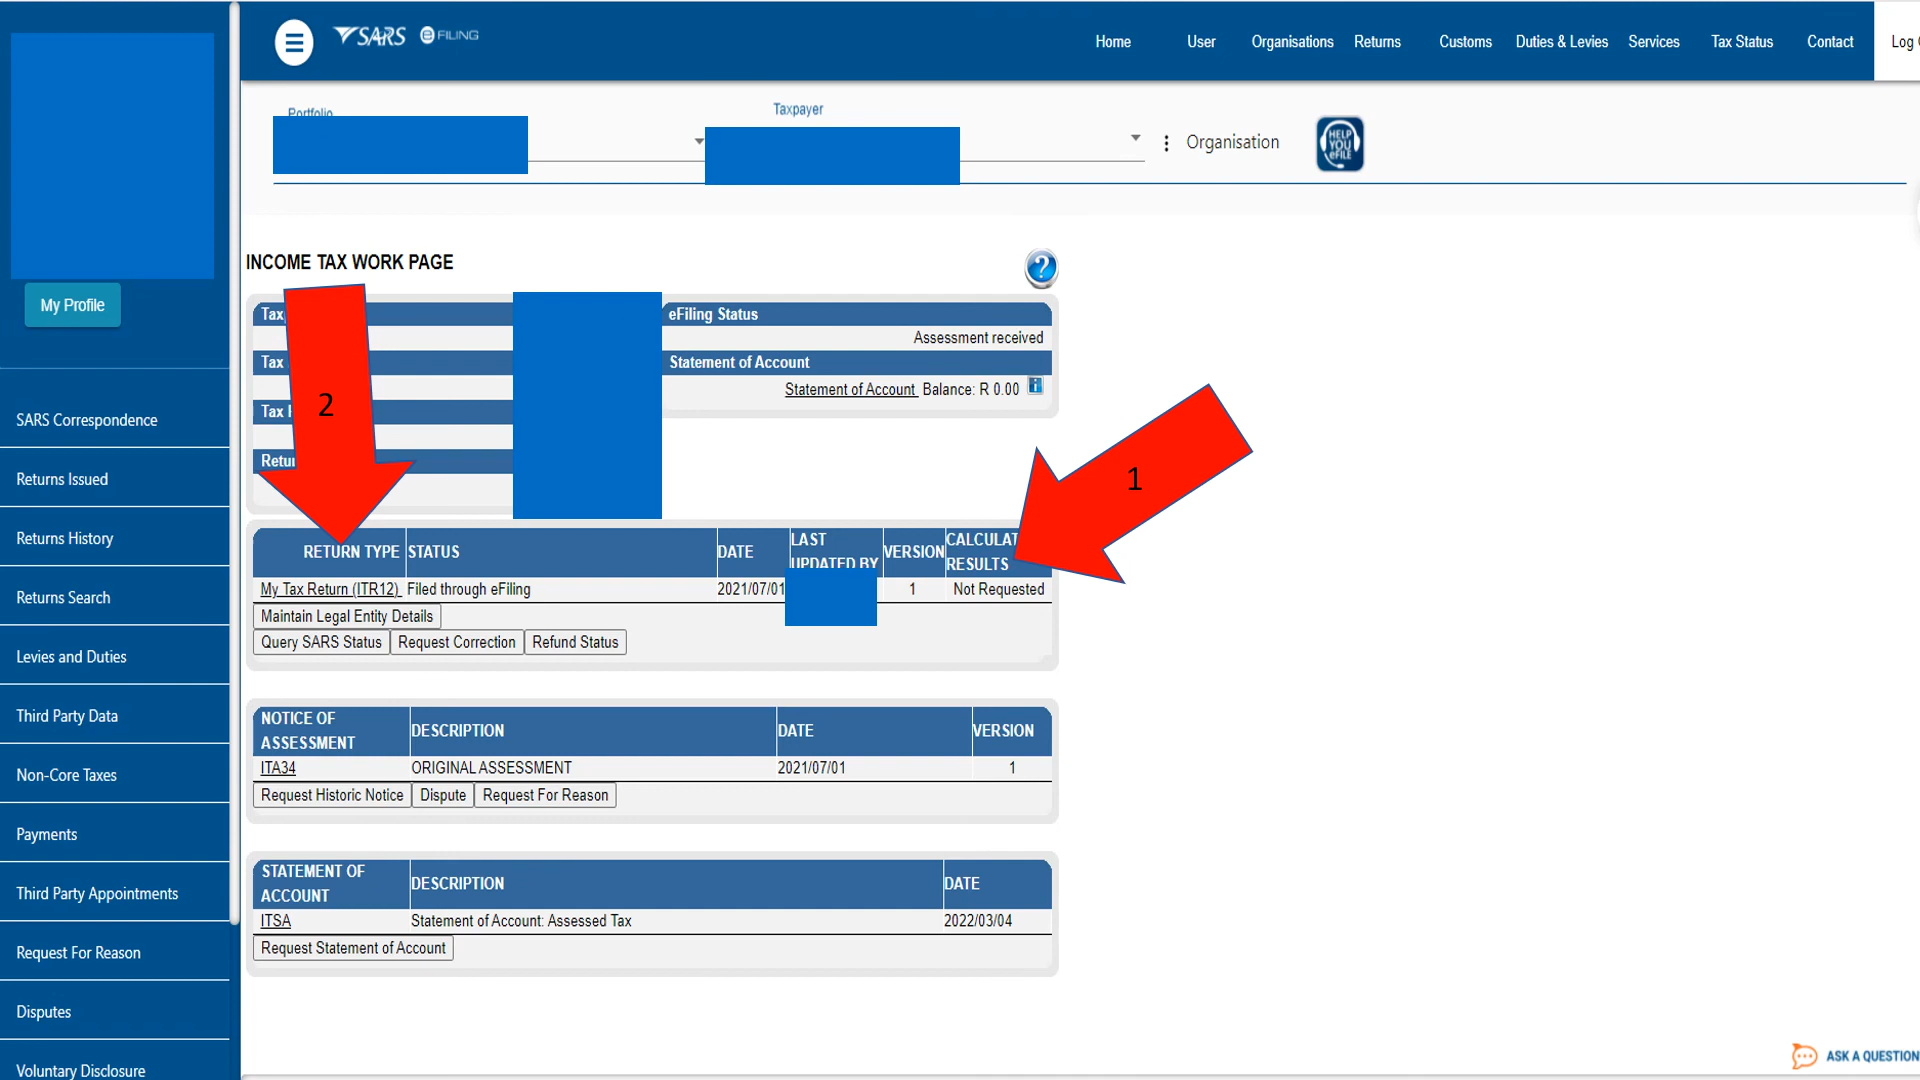 SARS eFILING
Home
User
Organisations
Returns
Customs
Duties & Levies
Services
Tax Status
Contact
Log
Portfolio
Taxpayer
Organisation
HELP
YOU
eFILE
My Profile
SARS Correspondence
Returns Issued
Returns History
Returns Search
Levies and Duties
Third Party Data
Non-Core Taxes
Payments
Third Party Appointments
Request For Reason
Disputes
Voluntary Disclosure
INCOME TAX WORK PAGE
?
Tax
Tax
Tax
Retur
2
eFiling Status
Assessment received
Statement of Account
Statement of Account Balance: R 0.00
1
RETURN TYPE STATUS DATE LAST UPDATED BY VERSION CALCULAT RESULTS
My Tax Return (ITR12) Filed through eFiling 2021/07/01 1 Not Requested
Maintain Legal Entity Details
Query SARS Status Request Correction Refund Status
NOTICE OF ASSESSMENT DESCRIPTION DATE VERSION
ITA34 ORIGINAL ASSESSMENT 2021/07/01 1
Request Historic Notice Dispute Request For Reason
STATEMENT OF ACCOUNT DESCRIPTION DATE
ITSA Statement of Account: Assessed Tax 2022/03/04
Request Statement of Account
ASK A QUESTION